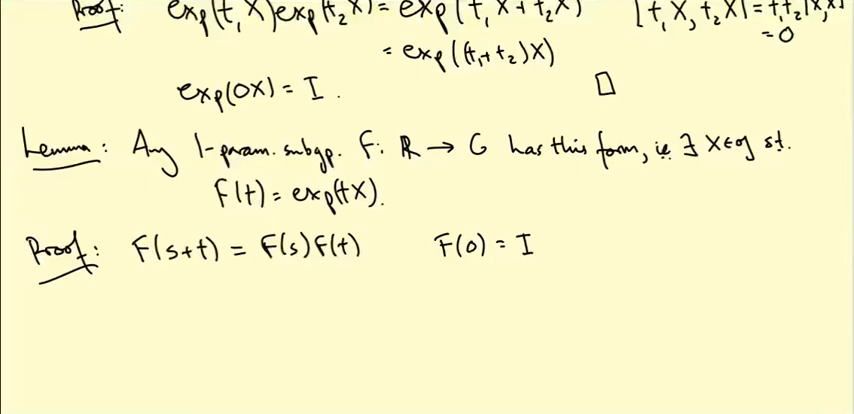 Proof: exp(t₁X)exp(t₂X) = exp(t₁X + t₂X) [t₁X, t₂X] = t₁t₂[X,X]
= exp((t₁+t₂)X) = 0
exp(0X) = I. □
Lemma: Any 1-param. subgp. F: ℝ → G has this form, i.e. ∃ X∈𝔤 st.
F(t) = exp(tX).
Proof: F(s+t) = F(s)F(t) F(0) = I